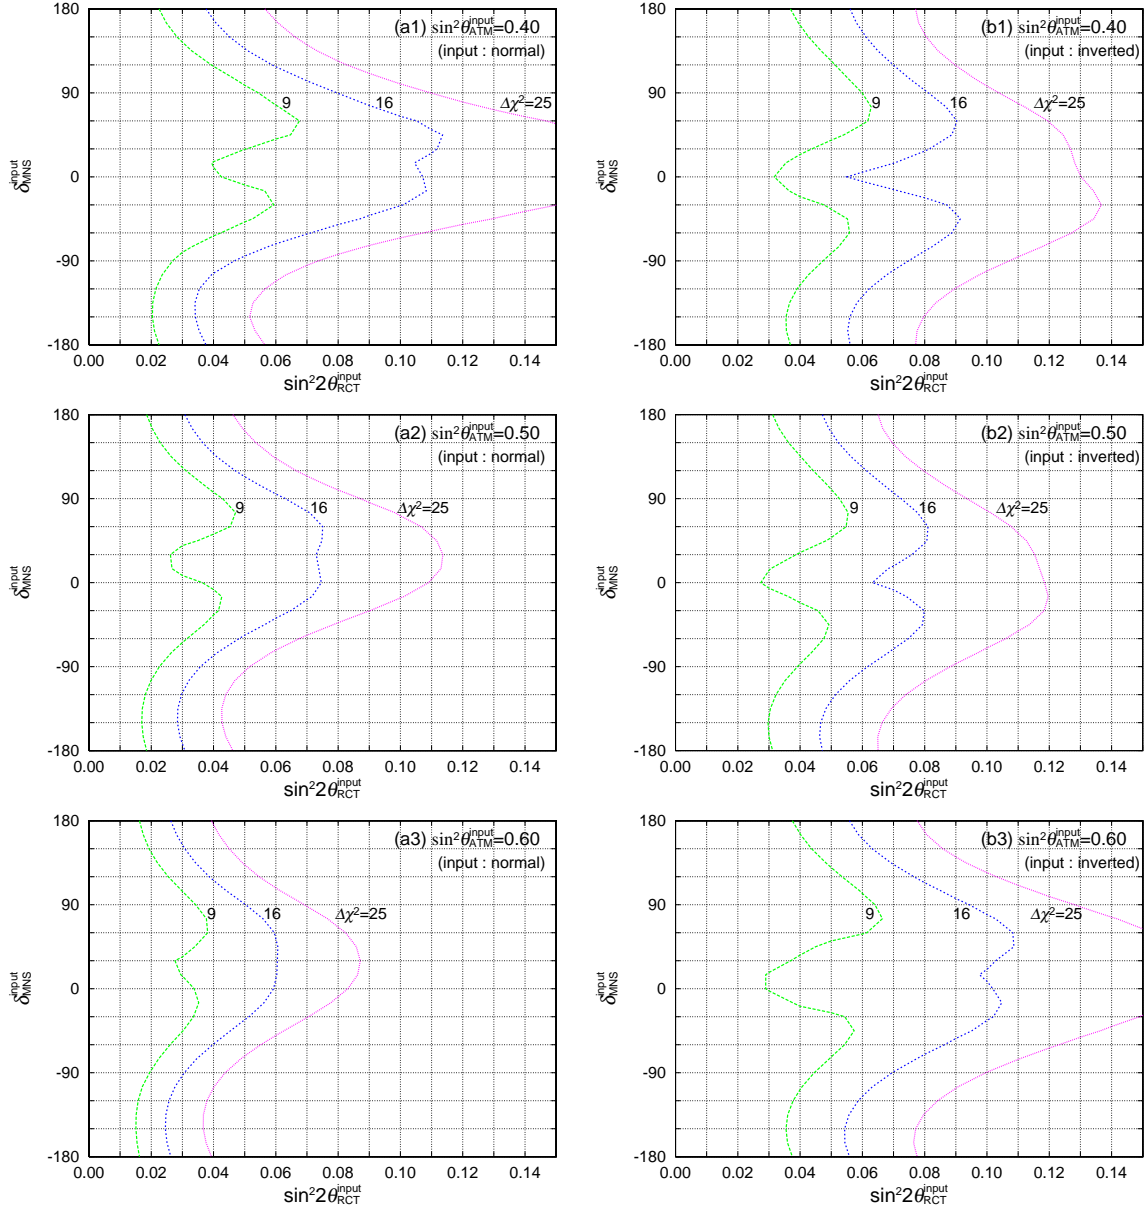 180
90
0
-90
-180
δ^input_MNS
(a1) sin²θ^input_ATM=0.40
(input : normal)
9
16
Δχ²=25
0.00 0.02 0.04 0.06 0.08 0.10 0.12 0.14
sin²2θ^input_RCT
180
90
0
-90
-180
δ^input_MNS
(b1) sin²θ^input_ATM=0.40
(input : inverted)
9
16
Δχ²=25
0.00 0.02 0.04 0.06 0.08 0.10 0.12 0.14
sin²2θ^input_RCT
180
90
0
-90
-180
δ^input_MNS
(a2) sin²θ^input_ATM=0.50
(input : normal)
9
16
Δχ²=25
0.00 0.02 0.04 0.06 0.08 0.10 0.12 0.14
sin²2θ^input_RCT
180
90
0
-90
-180
δ^input_MNS
(b2) sin²θ^input_ATM=0.50
(input : inverted)
9
16
Δχ²=25
0.00 0.02 0.04 0.06 0.08 0.10 0.12 0.14
sin²2θ^input_RCT
180
90
0
-90
-180
δ^input_MNS
(a3) sin²θ^input_ATM=0.60
(input : normal)
9
16
Δχ²=25
0.00 0.02 0.04 0.06 0.08 0.10 0.12 0.14
sin²2θ^input_RCT
180
90
0
-90
-180
δ^input_MNS
(b3) sin²θ^input_ATM=0.60
(input : inverted)
9
16
Δχ²=25
0.00 0.02 0.04 0.06 0.08 0.10 0.12 0.14
sin²2θ^input_RCT